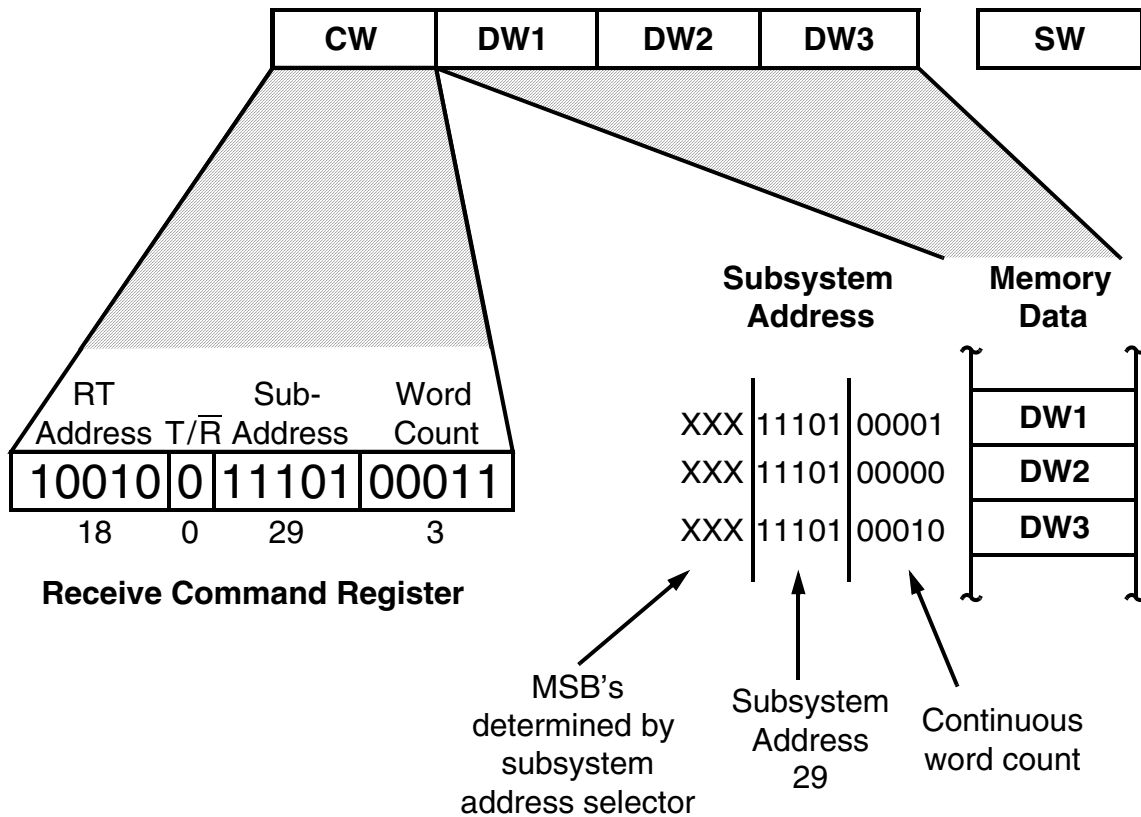 CW DW1 DW2 DW3 SW
Subsystem Address
Memory Data
RT Address
T/R̅
Sub-Address
Word Count
10010 0 11101 00011
18 0 29 3
Receive Command Register
XXX 11101 00001 DW1
XXX 11101 00000 DW2
XXX 11101 00010 DW3
MSB's
determined by
subsystem
address selector
Subsystem
Address
29
Continuous
word count